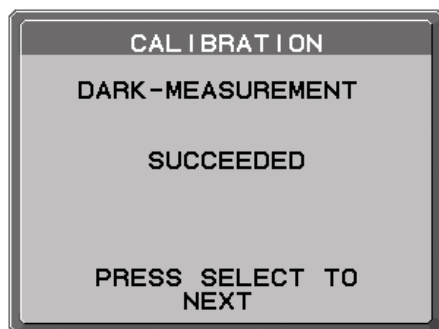 CALIBRATION
DARK-MEASUREMENT
SUCCEEDED
PRESS SELECT TO
NEXT